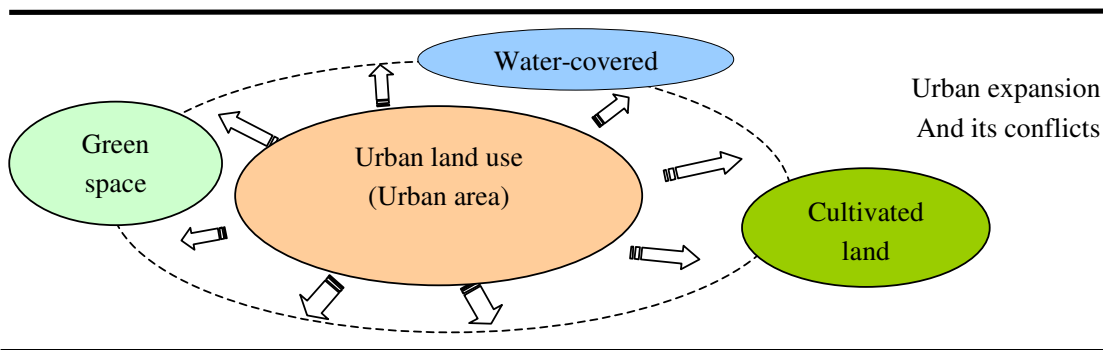 Water-covered
Urban expansion
And its conflicts
Green
space
Urban land use
(Urban area)
Cultivated
land